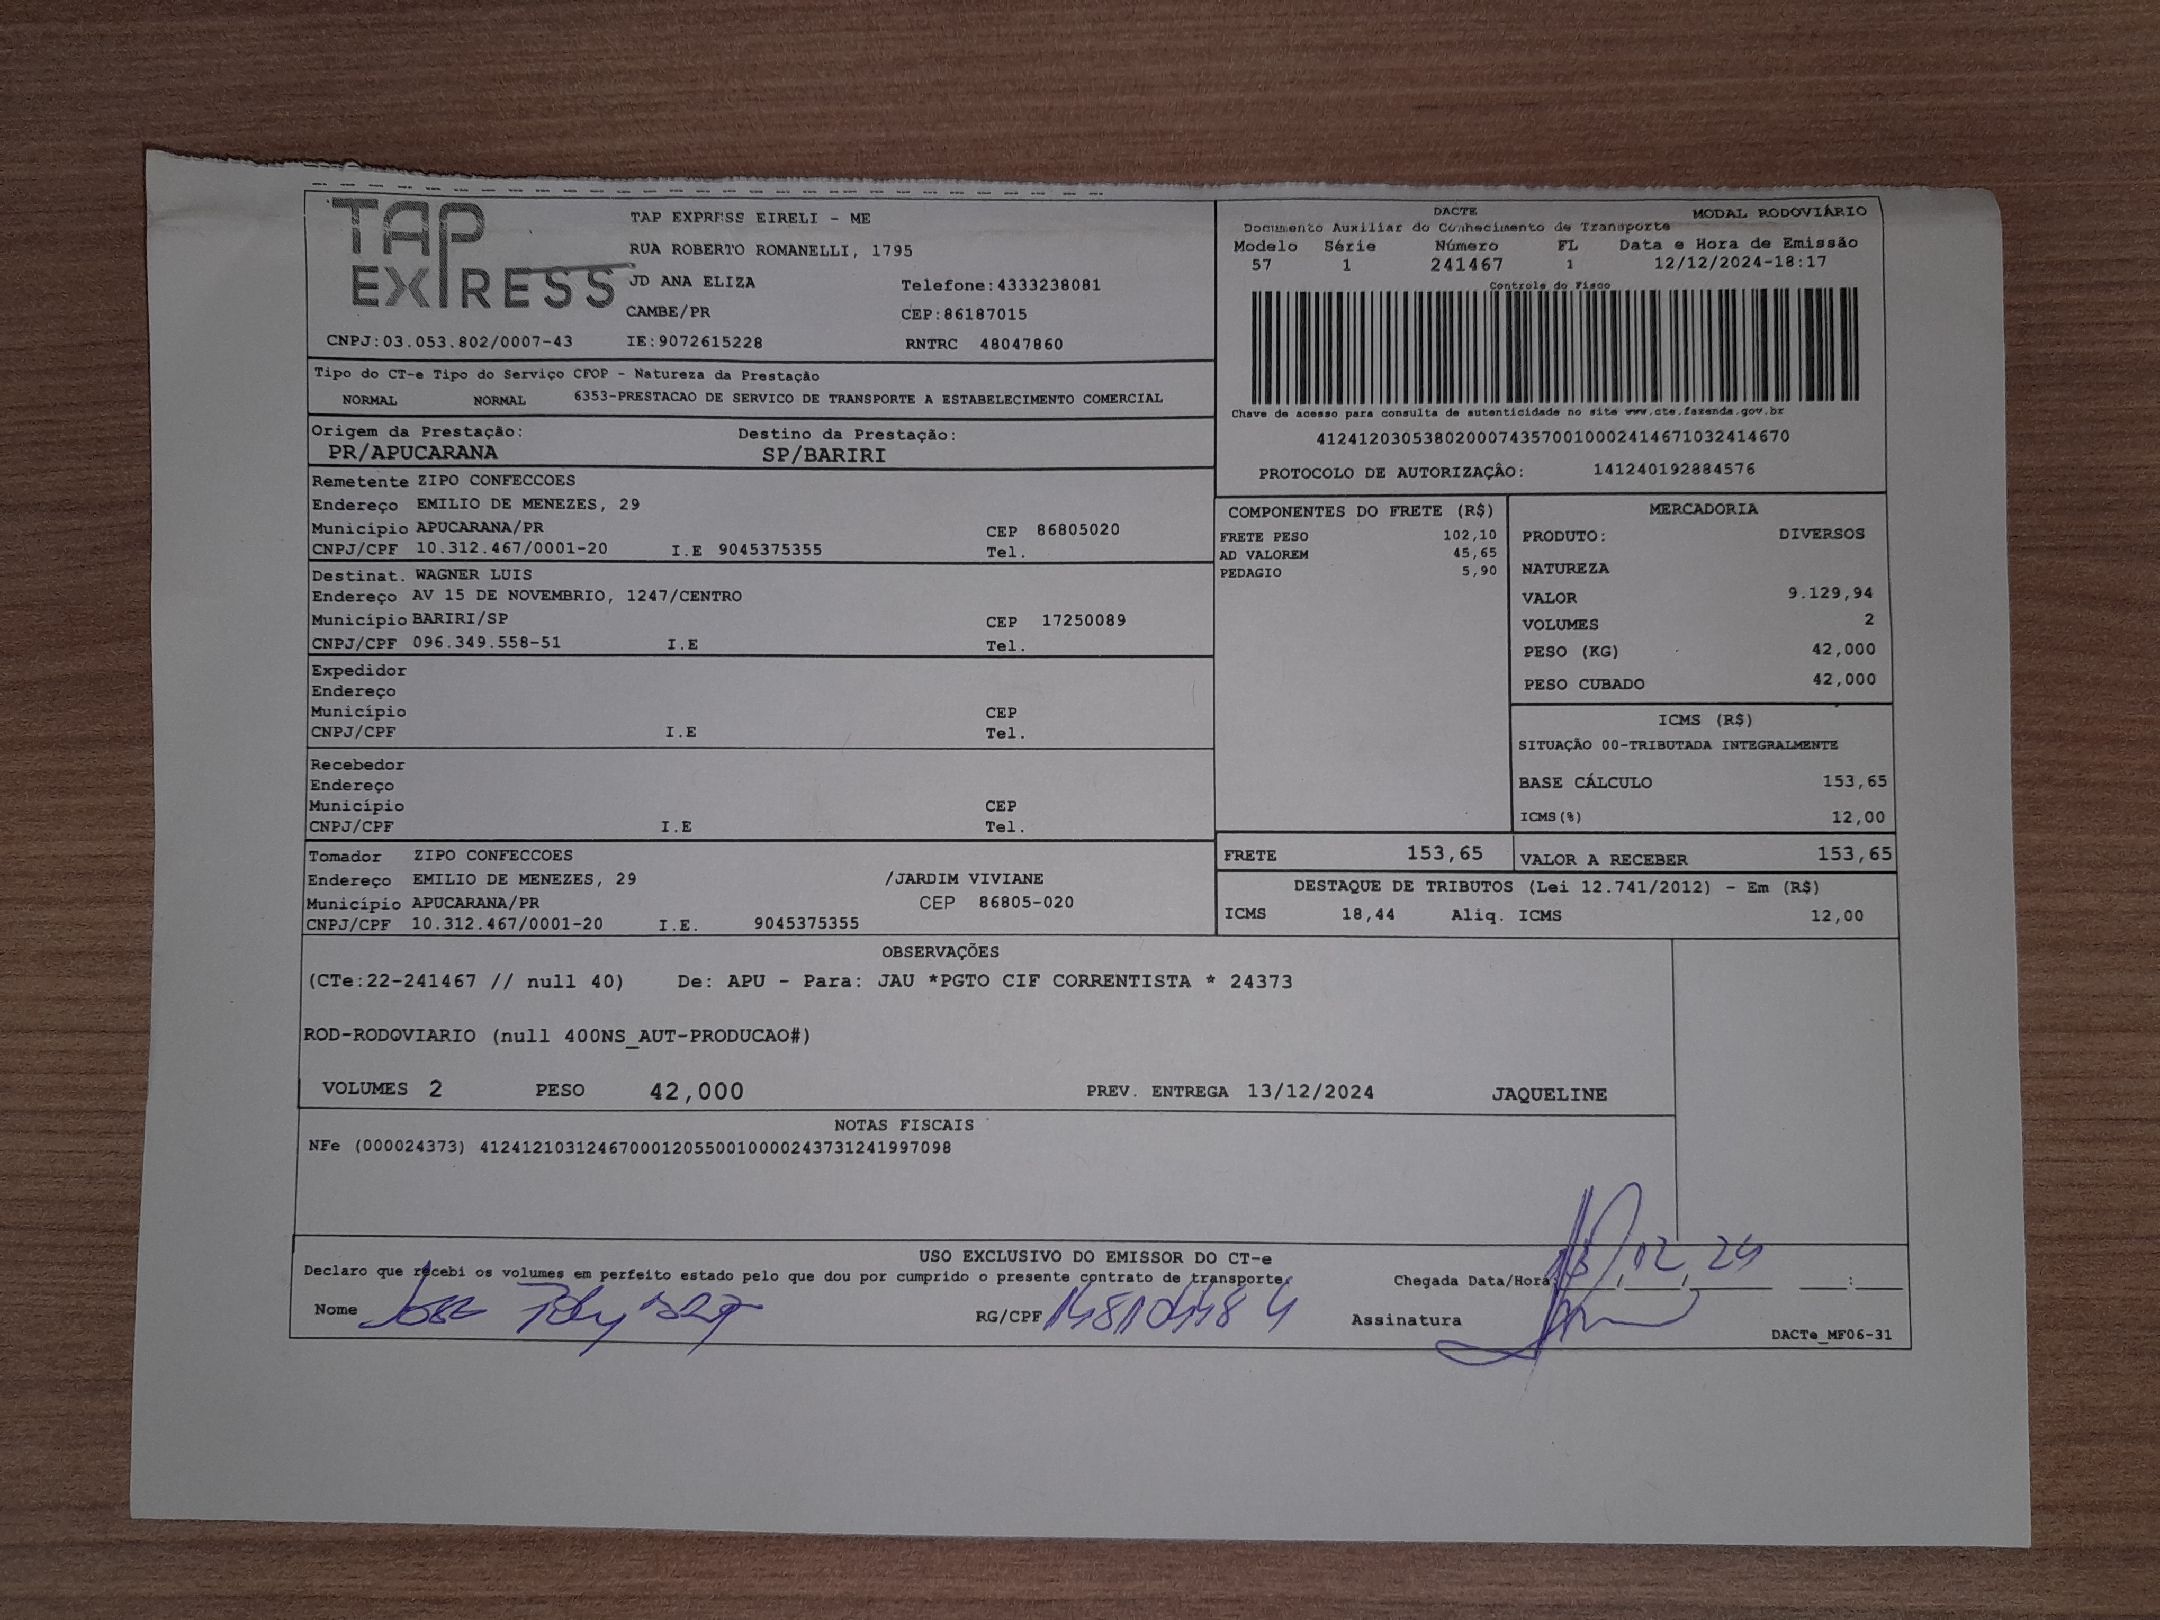 TAP
EXPRESS
TAP EXPRESS EIRELI - ME
RUA ROBERTO ROMANELLI, 1795
JD ANA ELIZA Telefone:4333238081
CAMBE/PR CEP:86187015
CNPJ:03.053.802/0007-43 IE:9072615228 RNTRC 48047860
DACTE MODAL RODOVIÁRIO
Documento Auxiliar do Conhecimento de Transporte
Modelo Série Número FL Data e Hora de Emissão
57 1 241467 1 12/12/2024-18:17
Controle do Fisco
Chave de acesso para consulta de autenticidade no site www.cte.fazenda.gov.br
41241203053802000743570010002414671032414670
PROTOCOLO DE AUTORIZAÇÃO: 141240192884576
Tipo do CT-e Tipo do Serviço CFOP - Natureza da Prestação
NORMAL NORMAL 6353-PRESTACAO DE SERVICO DE TRANSPORTE A ESTABELECIMENTO COMERCIAL
Origem da Prestação: Destino da Prestação:
PR/APUCARANA SP/BARIRI
Remetente ZIPO CONFECCOES
Endereço EMILIO DE MENEZES, 29
Município APUCARANA/PR CEP 86805020
CNPJ/CPF 10.312.467/0001-20 I.E 9045375355 Tel.
Destinat. WAGNER LUIS
Endereço AV 15 DE NOVEMBRIO, 1247/CENTRO
Município BARIRI/SP CEP 17250089
CNPJ/CPF 096.349.558-51 I.E Tel.
Expedidor
Endereço
Município CEP
CNPJ/CPF I.E Tel.
Recebedor
Endereço
Município CEP
CNPJ/CPF I.E Tel.
Tomador ZIPO CONFECCOES
Endereço EMILIO DE MENEZES, 29 /JARDIM VIVIANE
Município APUCARANA/PR CEP 86805-020
CNPJ/CPF 10.312.467/0001-20 I.E. 9045375355
COMPONENTES DO FRETE (R$)
FRETE PESO 102,10
AD VALOREM 45,65
PEDAGIO 5,90
MERCADORIA
PRODUTO: DIVERSOS
NATUREZA
VALOR 9.129,94
VOLUMES 2
PESO (KG) 42,000
PESO CUBADO 42,000
ICMS (R$)
SITUAÇÃO 00-TRIBUTADA INTEGRALMENTE
BASE CÁLCULO 153,65
ICMS(%) 12,00
FRETE 153,65 VALOR A RECEBER 153,65
DESTAQUE DE TRIBUTOS (Lei 12.741/2012) - Em (R$)
ICMS 18,44 Aliq. ICMS 12,00
OBSERVAÇÕES
(CTe:22-241467 // null 40) De: APU - Para: JAU *PGTO CIF CORRENTISTA * 24373
ROD-RODOVIARIO (null 400NS_AUT-PRODUCAO#)
VOLUMES 2 PESO 42,000 PREV. ENTREGA 13/12/2024 JAQUELINE
NOTAS FISCAIS
NFe (000024373) 41241210312467000120550010000243731241997098
USO EXCLUSIVO DO EMISSOR DO CT-e
Declaro que recebi os volumes em perfeito estado pelo que dou por cumprido o presente contrato de transporte. Chegada Data/Hora
Nome RG/CPF Assinatura
DACTe_MF06-31